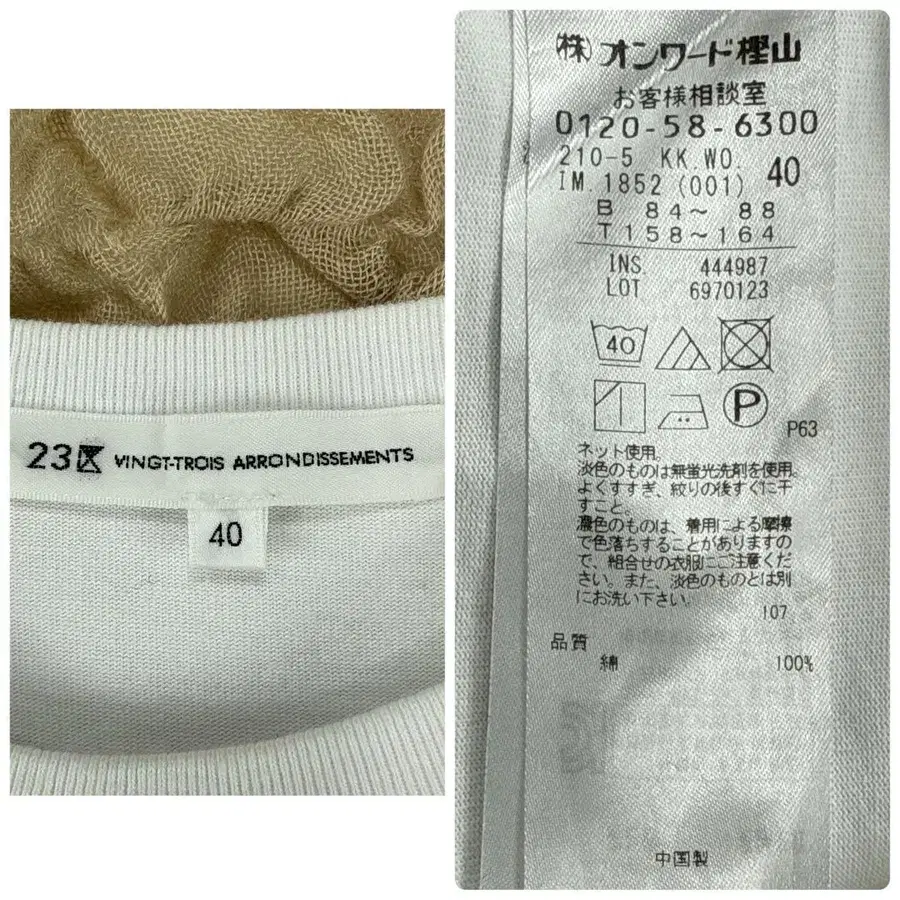 23区 VINGT-TROIS ARRONDISSEMENTS
40
(株)オンワード樫山
お客様相談室
0120-58-6300
210-5 KK.WO.
IM.1852 (001) 40
B 84～ 88
T 158～164
INS. 444987
LOT 6970123
40
P
P63
ネット使用。
淡色のものは無蛍光洗剤を使用。
よくすすぎ、絞りの後すぐに干
すこと。
濃色のものは、着用による摩擦
で色落ちすることがありますの
で、組合せの衣服にご注意くだ
さい。また、淡色のものとは別
にお洗い下さい。
107
品質
綿 100%
中国製